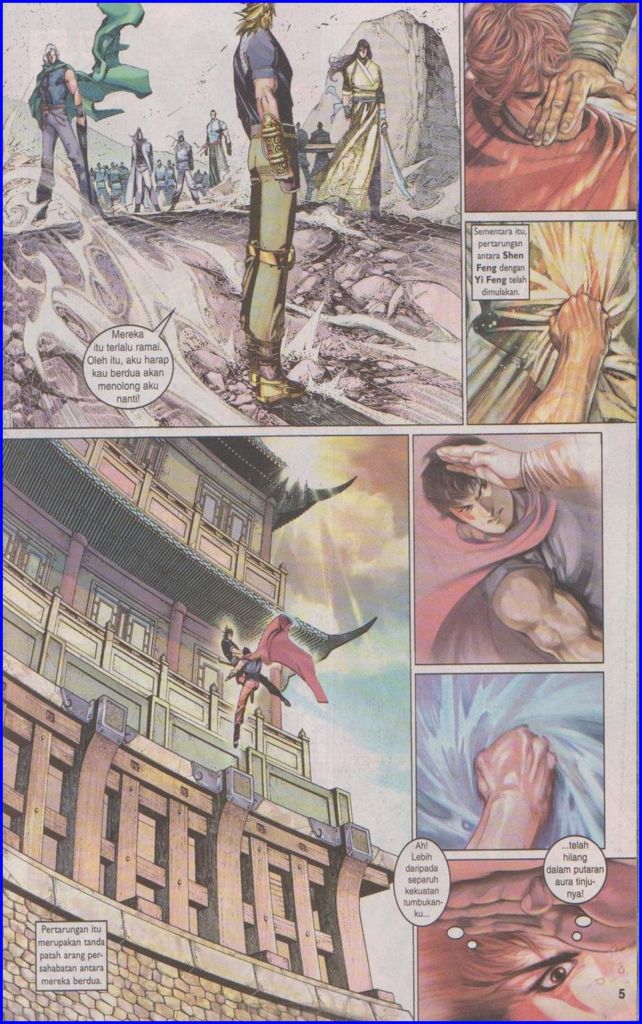 Mereka
itu terlalu ramai.
Oleh itu, aku harap
kau berdua akan
menolong aku
nanti!
Sementara itu,
pertarungan
antara Shen
Feng dengan
Yi Feng telah
dimulakan.
Pertarungan itu
merupakan tanda
patah arang per-
sahabatan antara
mereka berdua.
Ah!
Lebih
daripada
separuh
kekuatan
tumbukan-
ku...
...telah
hilang
dalam putaran
aura tinju-
nya!
5